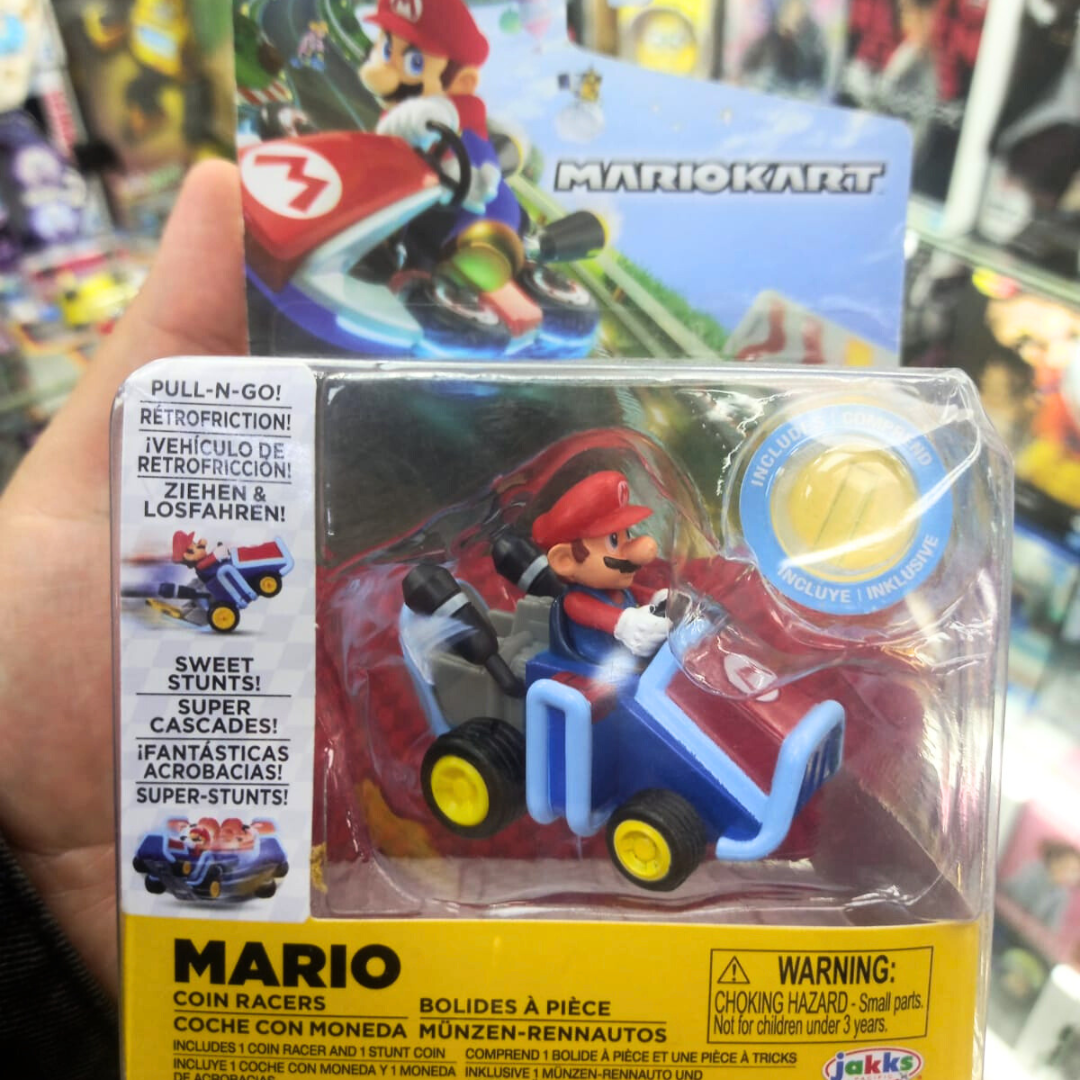 MARIOKART
PULL-N-GO!
RÉTROFRICTION!
¡VEHÍCULO DE
RETROFRICCIÓN!
ZIEHEN &
LOSFAHREN!
INCLUDES | COMPREND
INCLUYE | INKLUSIVE
SWEET
STUNTS!
SUPER
CASCADES!
¡FANTÁSTICAS
ACROBACIAS!
SUPER-STUNTS!
MARIO
COIN RACERS
COCHE CON MONEDA
BOLIDES À PIÈCE
MÜNZEN-RENNAUTOS
INCLUDES 1 COIN RACER AND 1 STUNT COIN
INCLUYE 1 COCHE CON MONEDA Y 1 MONEDA
DE ACROBACIAS
COMPREND 1 BOLIDE À PIÈCE ET UNE PIÈCE À TRICKS
INKLUSIVE 1 MÜNZEN-RENNAUTO UND
WARNING:
CHOKING HAZARD - Small parts.
Not for children under 3 years.
jakks
PACIFIC